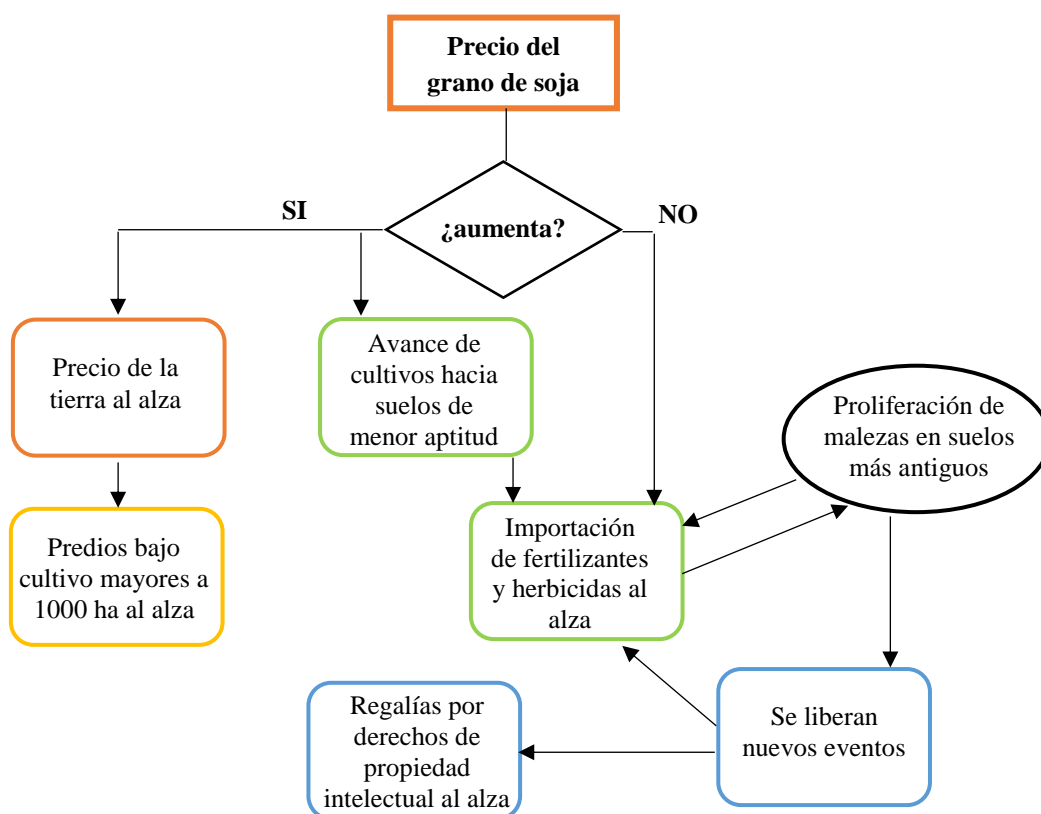 Precio del
grano de soja
SI
¿aumenta?
NO
Precio de la
tierra al alza
Avance de
cultivos hacia
suelos de
menor aptitud
Proliferación de
malezas en suelos
más antiguos
Predios bajo
cultivo mayores a
1000 ha al alza
Importación
de fertilizantes
y herbicidas al
alza
Regalías por
derechos de
propiedad
intelectual al alza
Se liberan
nuevos eventos